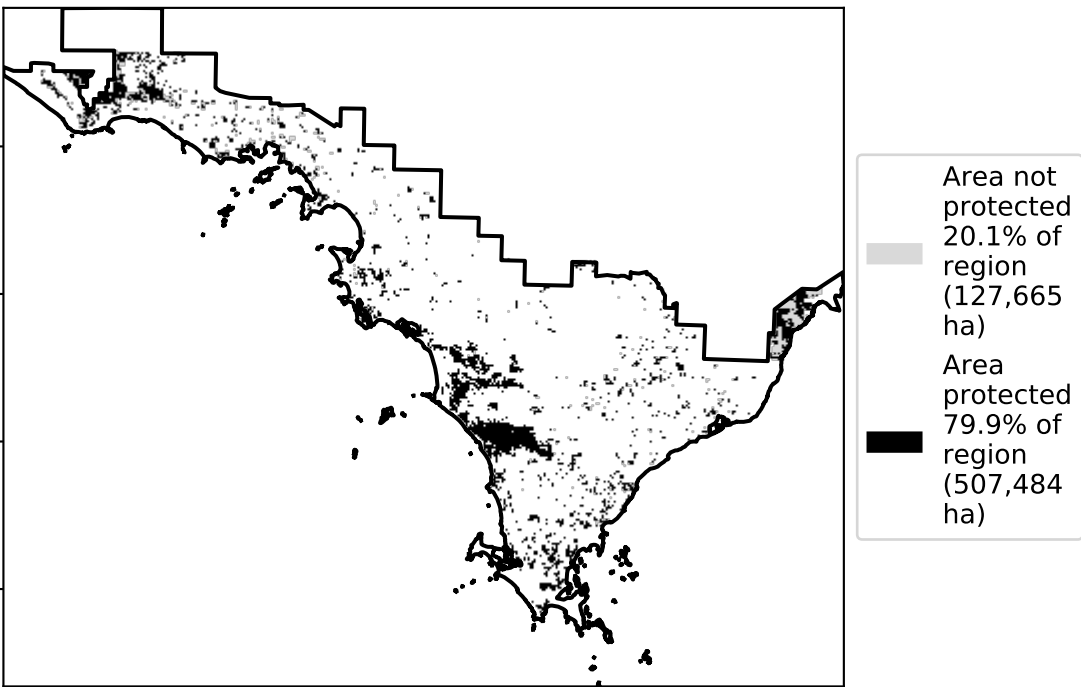 Area not
protected
20.1% of
region
(127,665
ha)
Area
protected
79.9% of
region
(507,484
ha)